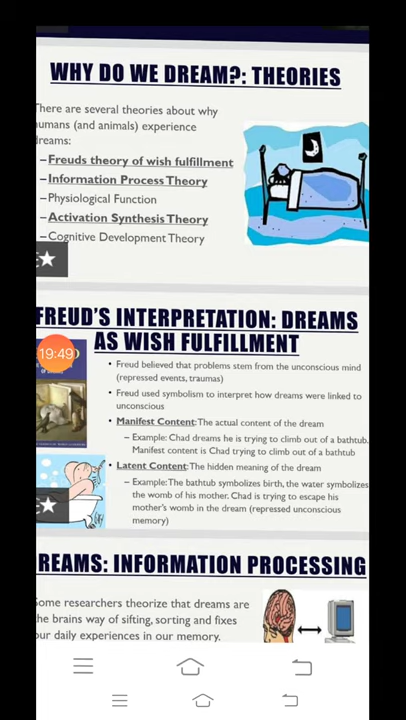 WHY DO WE DREAM?: THEORIES
There are several theories about why
umans (and animals) experience
reams:
–Freuds theory of wish fulfillment
–Information Process Theory
–Physiological Function
–Activation Synthesis Theory
–Cognitive Development Theory
FREUD'S INTERPRETATION: DREAMS
AS WISH FULFILLMENT
19:49
• Freud believed that problems stem from the unconscious mind
(repressed events, traumas)
• Freud used symbolism to interpret how dreams were linked to
unconscious
• Manifest Content: The actual content of the dream
– Example: Chad dreams he is trying to climb out of a bathtub.
Manifest content is Chad trying to climb out of a bathtub
• Latent Content: The hidden meaning of the dream
– Example: The bathtub symbolizes birth, the water symbolizes
the womb of his mother. Chad is trying to escape his
mother's womb in the dream (repressed unconscious
memory)
REAMS: INFORMATION PROCESSING
Some researchers theorize that dreams are
the brains way of sifting, sorting and fixes
our daily experiences in our memory.